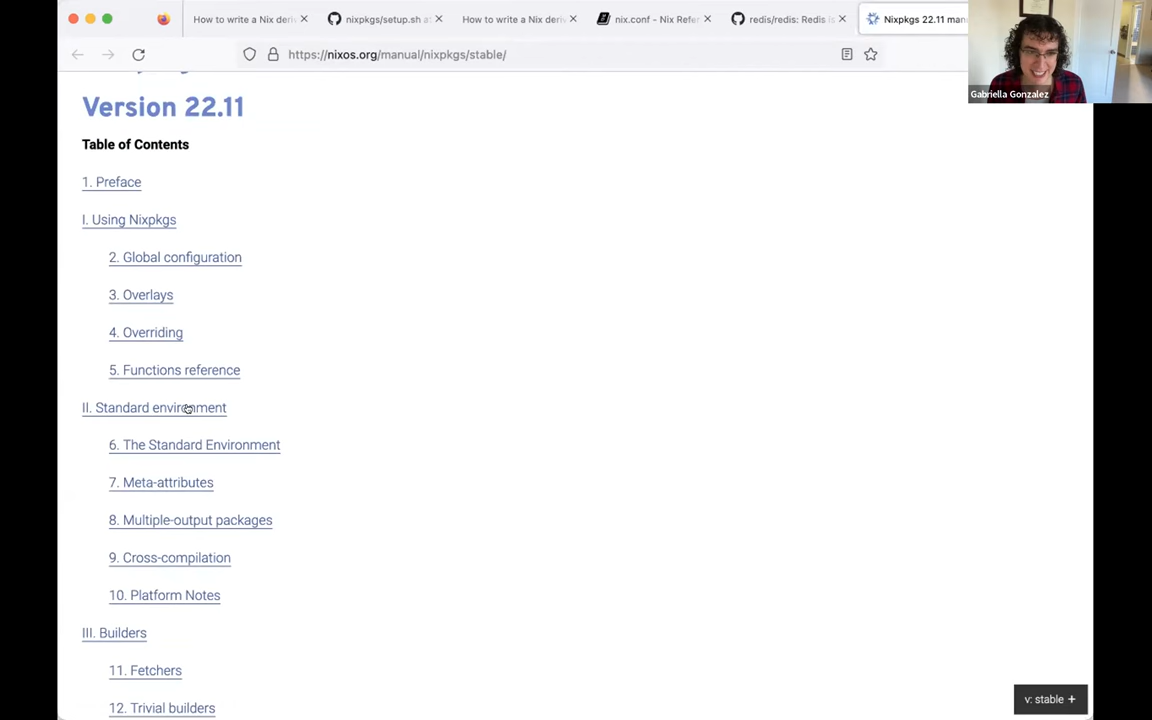 How to write a Nix deri
nixpkgs/setup.sh at
How to write a Nix deri
nix.conf - Nix Refer
redis/redis: Redis is
Nixpkgs 22.11 man
https://nixos.org/manual/nixpkgs/stable/
Gabriella Gonzalez
Version 22.11
Table of Contents
1. Preface
I. Using Nixpkgs
2. Global configuration
3. Overlays
4. Overriding
5. Functions reference
II. Standard environment
6. The Standard Environment
7. Meta-attributes
8. Multiple-output packages
9. Cross-compilation
10. Platform Notes
III. Builders
11. Fetchers
12. Trivial builders
v: stable +